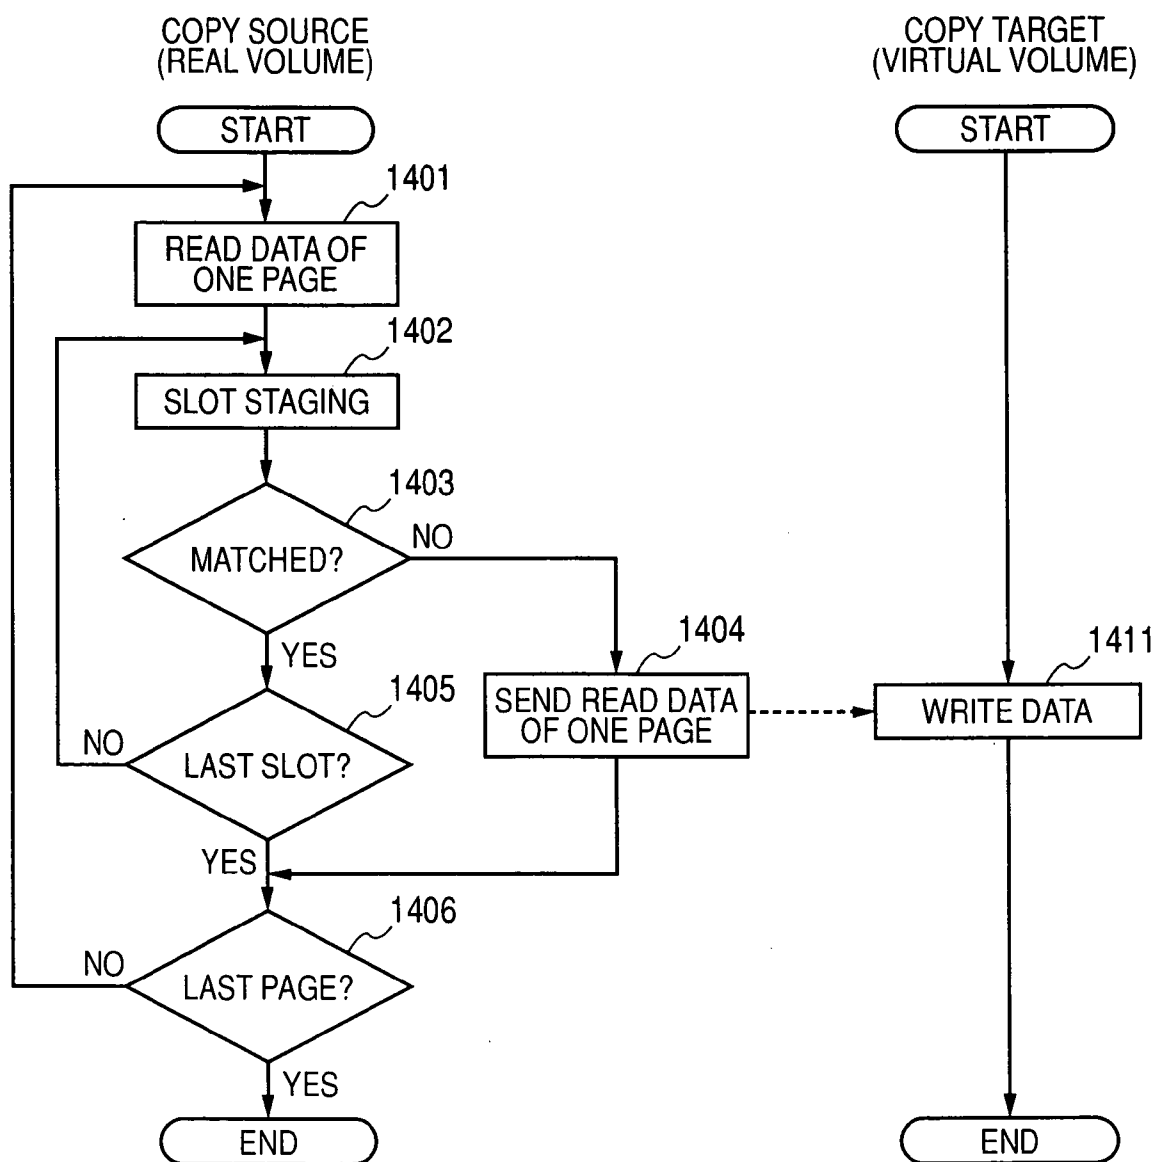 COPY SOURCE
(REAL VOLUME)
COPY TARGET
(VIRTUAL VOLUME)
START
START
1401
READ DATA OF
ONE PAGE
1402
SLOT STAGING
1403
MATCHED?
NO
YES
1404
SEND READ DATA
OF ONE PAGE
1411
WRITE DATA
1405
LAST SLOT?
NO
YES
1406
LAST PAGE?
NO
YES
END
END